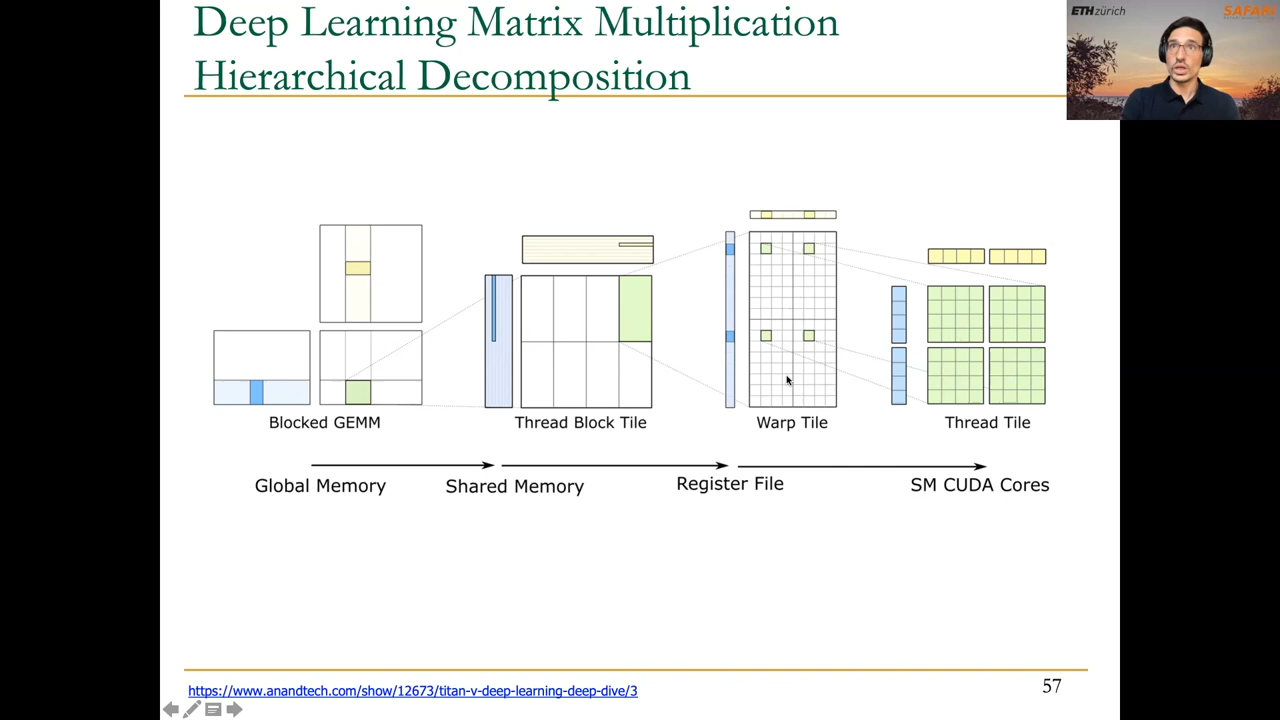 Deep Learning Matrix Multiplication
Hierarchical Decomposition
ETH zürich
SAFARI
Blocked GEMM
Thread Block Tile
Warp Tile
Thread Tile
Global Memory
Shared Memory
Register File
SM CUDA Cores
https://www.anandtech.com/show/12673/titan-v-deep-learning-deep-dive/3
57